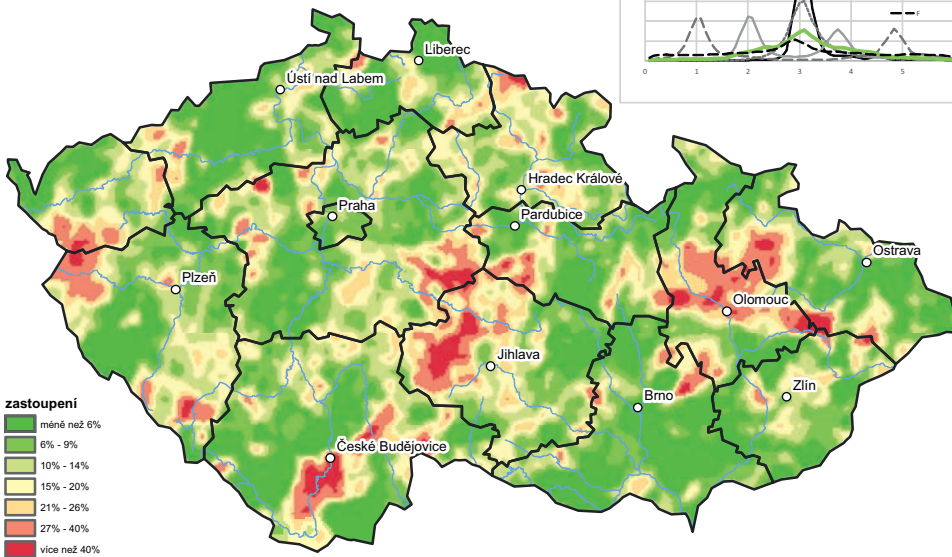 F
0 1 2 3 4 5
Liberec
Ústí nad Labem
Hradec Králové
Praha
Pardubice
Ostrava
Plzeň
Olomouc
Jihlava
Zlín
Brno
České Budějovice
zastoupení
méně než 6%
6% - 9%
10% - 14%
15% - 20%
21% - 26%
27% - 40%
více než 40%